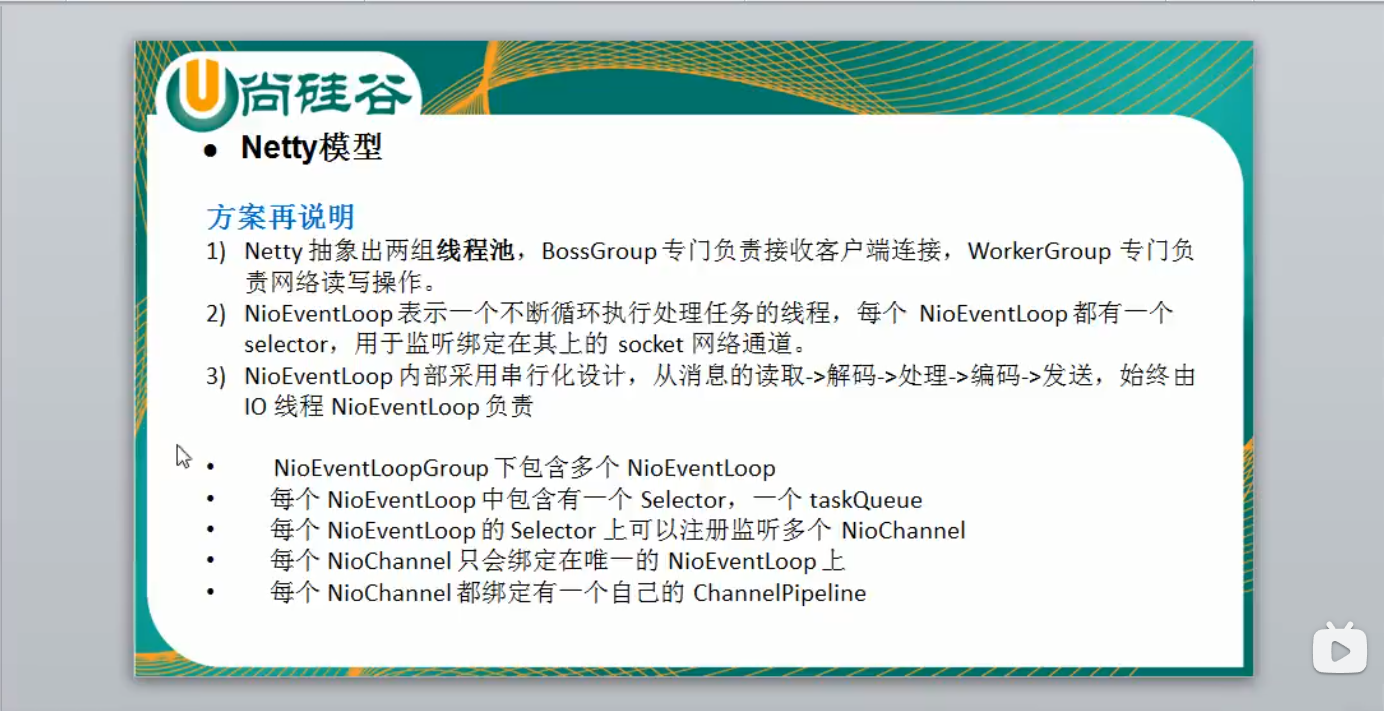 尚硅谷
● Netty模型
方案再说明
1) Netty 抽象出两组线程池，BossGroup 专门负责接收客户端连接，WorkerGroup 专门负
责网络读写操作。
2) NioEventLoop 表示一个不断循环执行处理任务的线程，每个 NioEventLoop 都有一个
selector，用于监听绑定在其上的 socket 网络通道。
3) NioEventLoop 内部采用串行化设计，从消息的读取->解码->处理->编码->发送，始终由
IO 线程 NioEventLoop 负责
• NioEventLoopGroup 下包含多个 NioEventLoop
• 每个 NioEventLoop 中包含有一个 Selector，一个 taskQueue
• 每个 NioEventLoop 的 Selector 上可以注册监听多个 NioChannel
• 每个 NioChannel 只会绑定在唯一的 NioEventLoop 上
• 每个 NioChannel 都绑定有一个自己的 ChannelPipeline